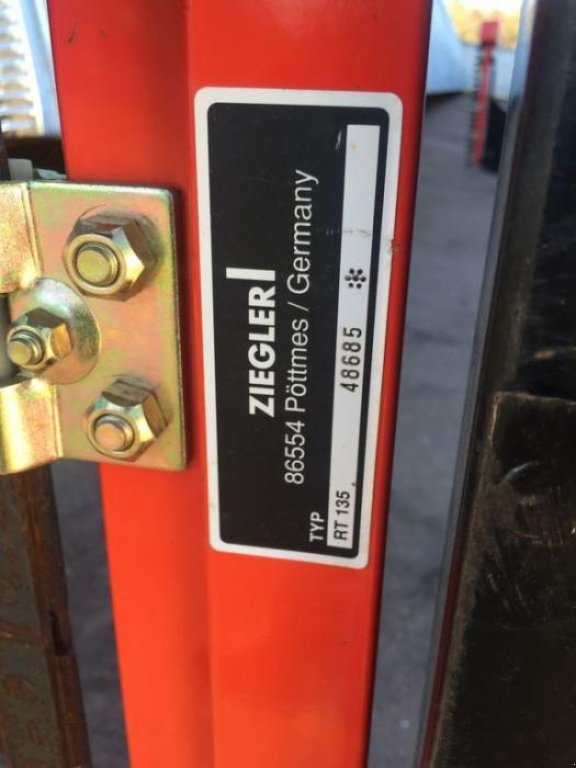 ZIEGLER
86554 Pöttmes / Germany
TYP
RT 135 48685 ✻